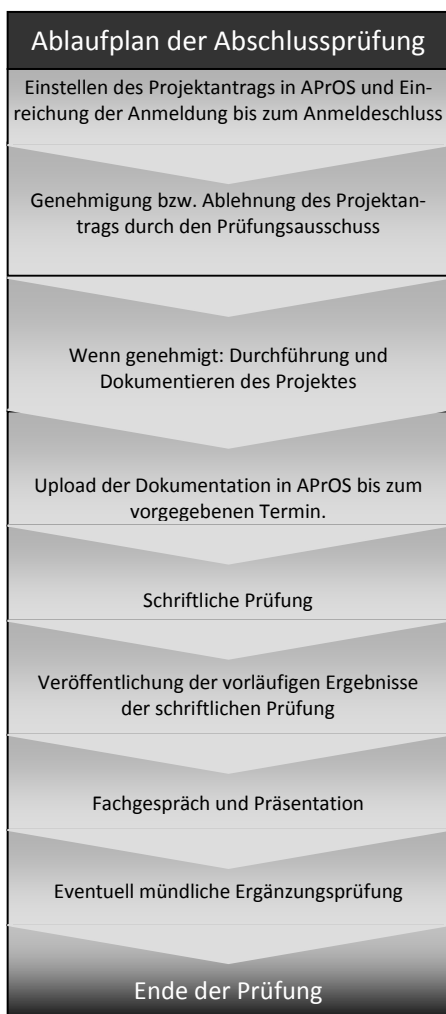 Ablaufplan der Abschlussprüfung
Einstellen des Projektantrags in APrOS und Ein-
reichung der Anmeldung bis zum Anmeldeschluss
Genehmigung bzw. Ablehnung des Projektan-
trags durch den Prüfungsausschuss
Wenn genehmigt: Durchführung und
Dokumentieren des Projektes
Upload der Dokumentation in APrOS bis zum
vorgegebenen Termin.
Schriftliche Prüfung
Veröffentlichung der vorläufigen Ergebnisse
der schriftlichen Prüfung
Fachgespräch und Präsentation
Eventuell mündliche Ergänzungsprüfung
Ende der Prüfung